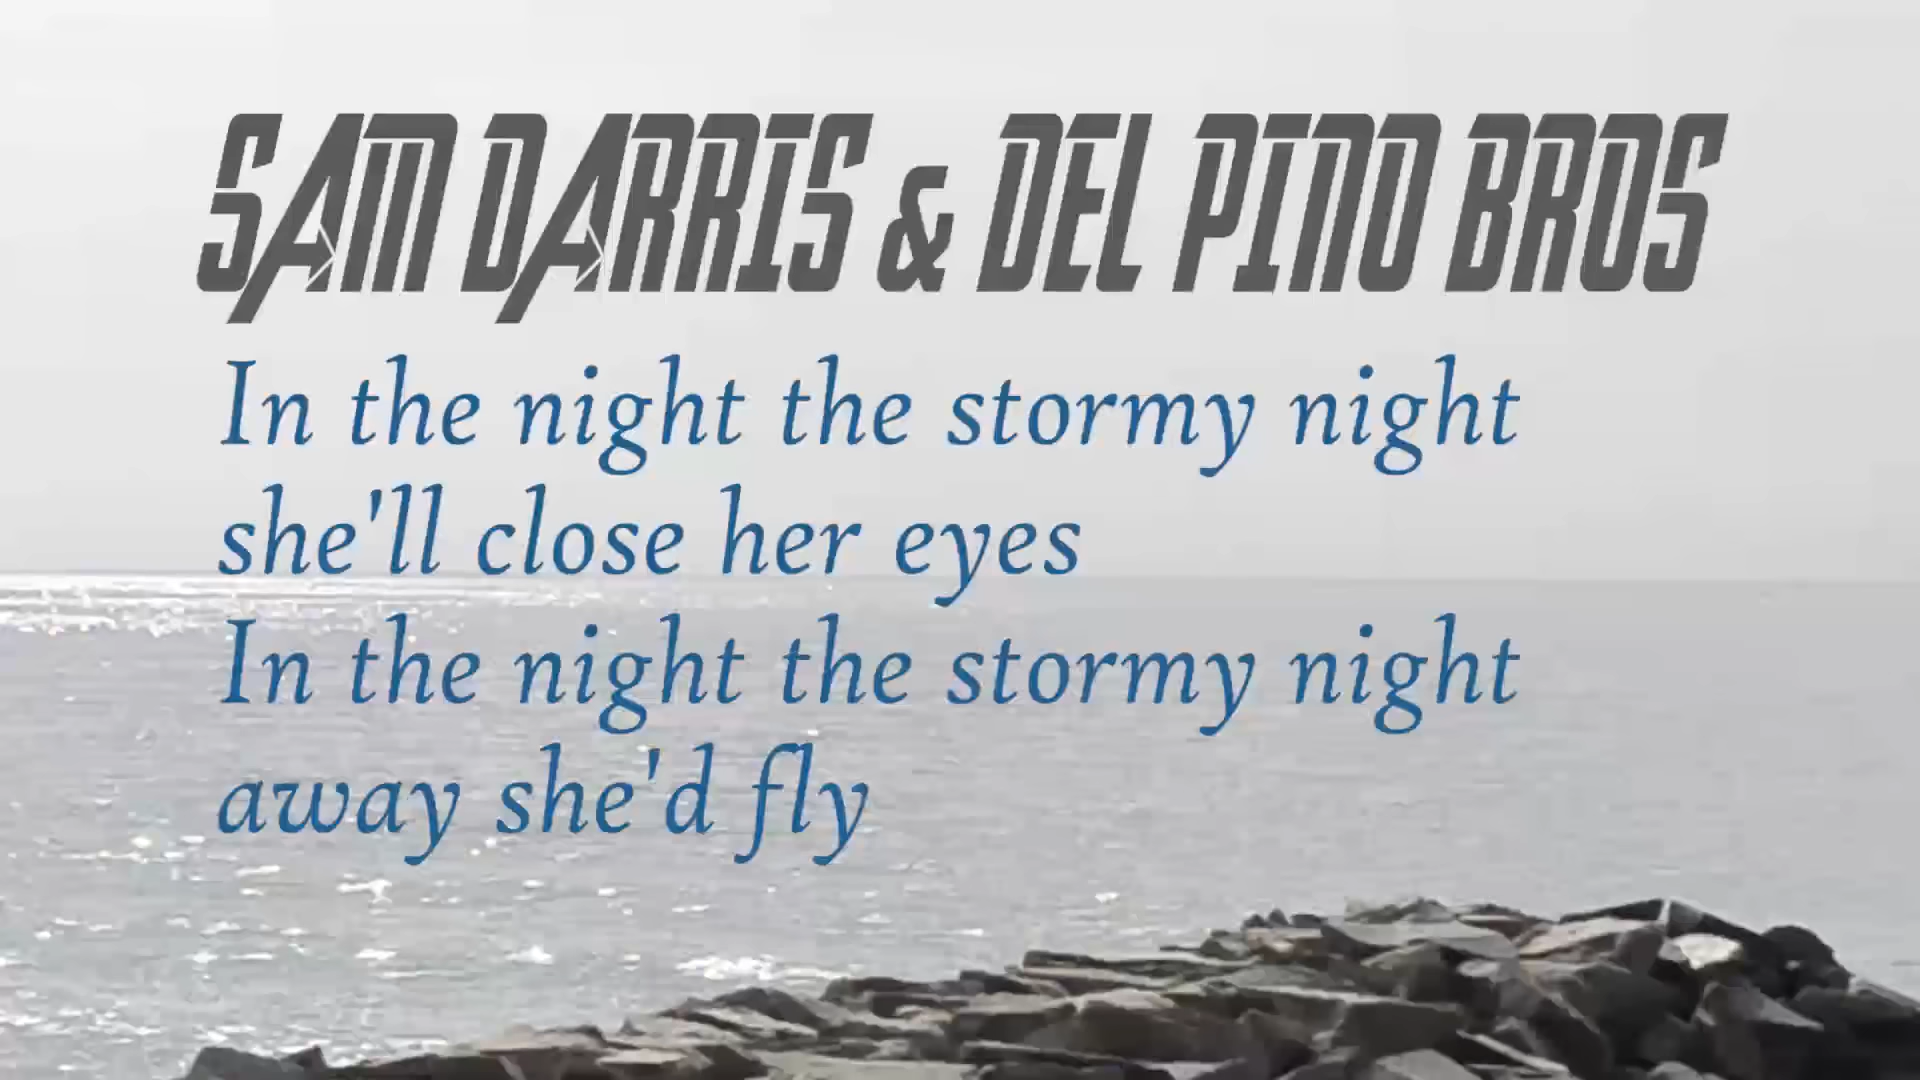 SAM DARRIS & DEL PINO BROS
In the night the stormy night
she'll close her eyes
In the night the stormy night
away she'd fly